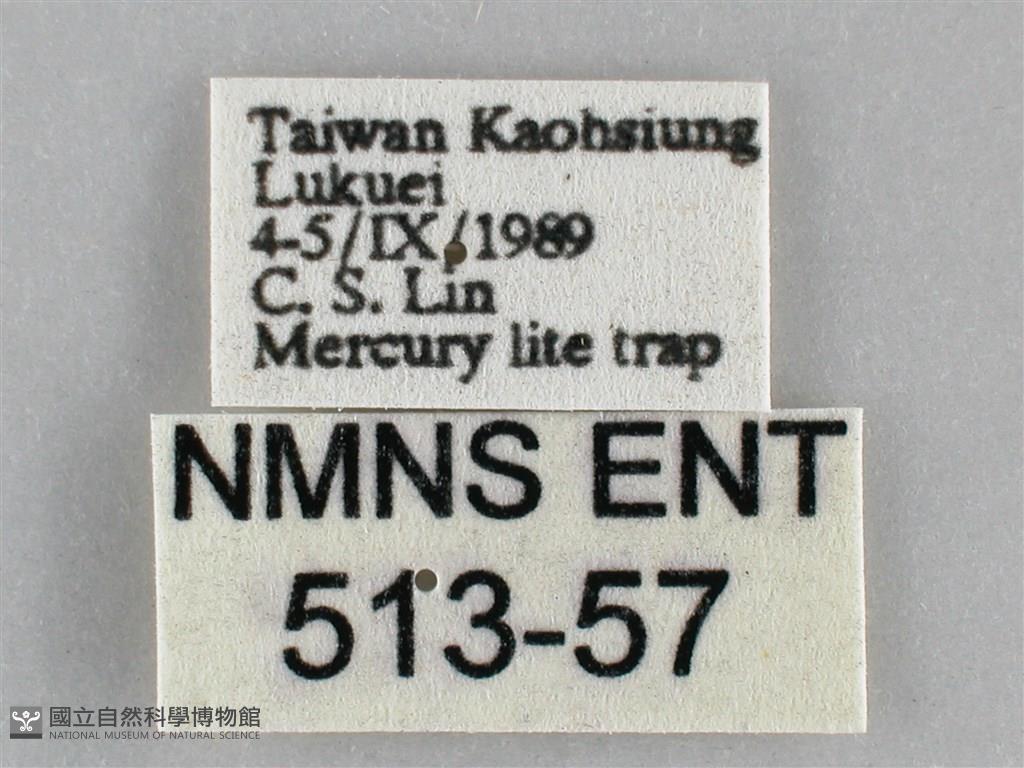 Taiwan Kaohsiung
Lukuei
4-5/IX/1989
C. S. Lin
Mercury lite trap
NMNS ENT
513-57
國立自然科學博物館
NATIONAL MUSEUM OF NATURAL SCIENCE